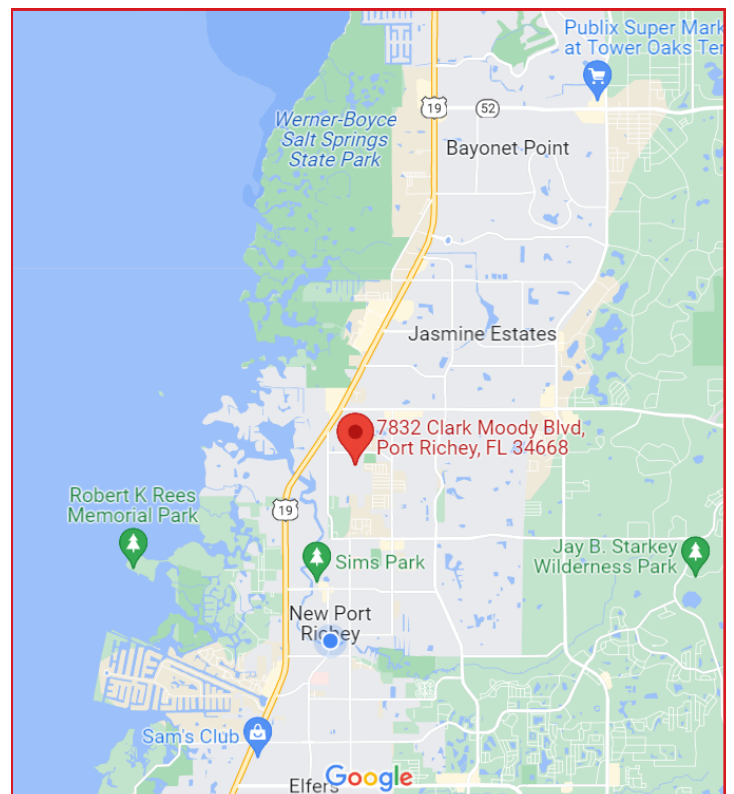 Publix Super Mark
at Tower Oaks Ter
19
52
Werner-Boyce
Salt Springs
State Park
Bayonet Point
Jasmine Estates
7832 Clark Moody Blvd,
Port Richey, FL 34668
Robert K Rees
Memorial Park
19
Jay B. Starkey
Wilderness Park
Sims Park
New Port
Richey
Sam's Club
Elfers
Google